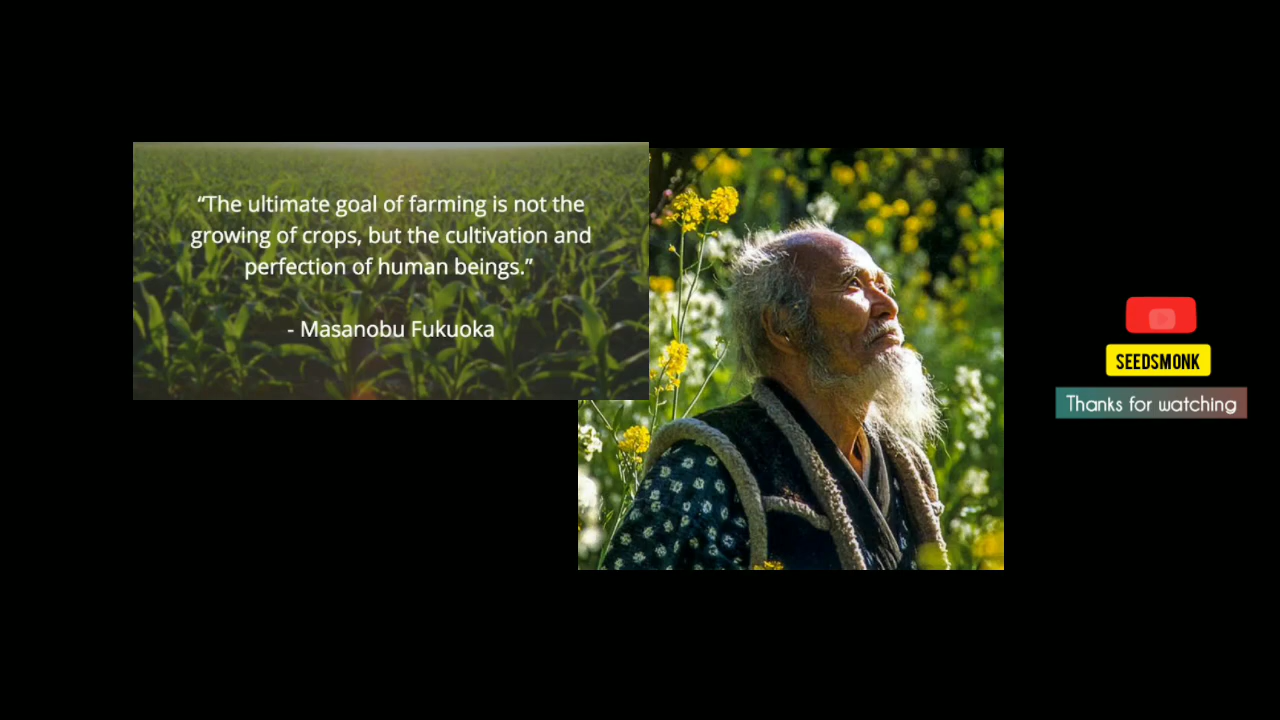 “The ultimate goal of farming is not the
growing of crops, but the cultivation and
perfection of human beings.”
- Masanobu Fukuoka
SEEDSMONK
Thanks for watching